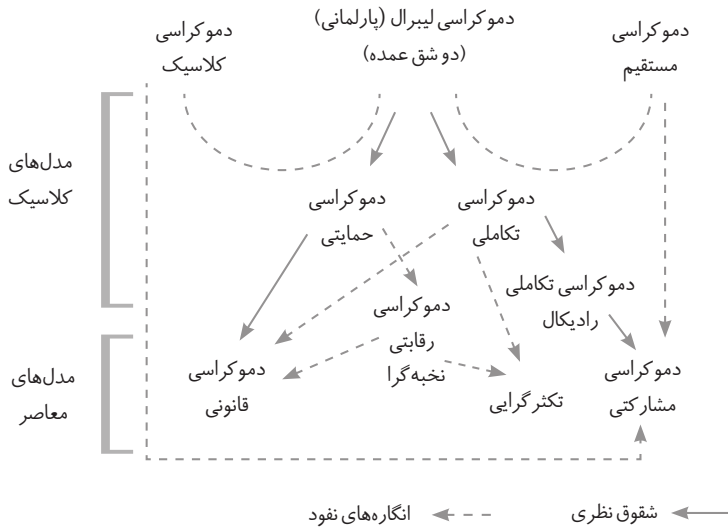 دموکراسی
مستقیم
دموکراسی لیبرال (پارلمانی)
(دو شق عمده)
دموکراسی
کلاسیک
مدل‌های
کلاسیک
دموکراسی
تکاملی
دموکراسی
حمایتی
دموکراسی تکاملی
رادیکال
دموکراسی
رقابتی
نخبه‌گرا
مدل‌های
معاصر
دموکراسی
مشارکتی
تکثرگرایی
دموکراسی
قانونی
شقوق نظری
انگاره‌های نفود